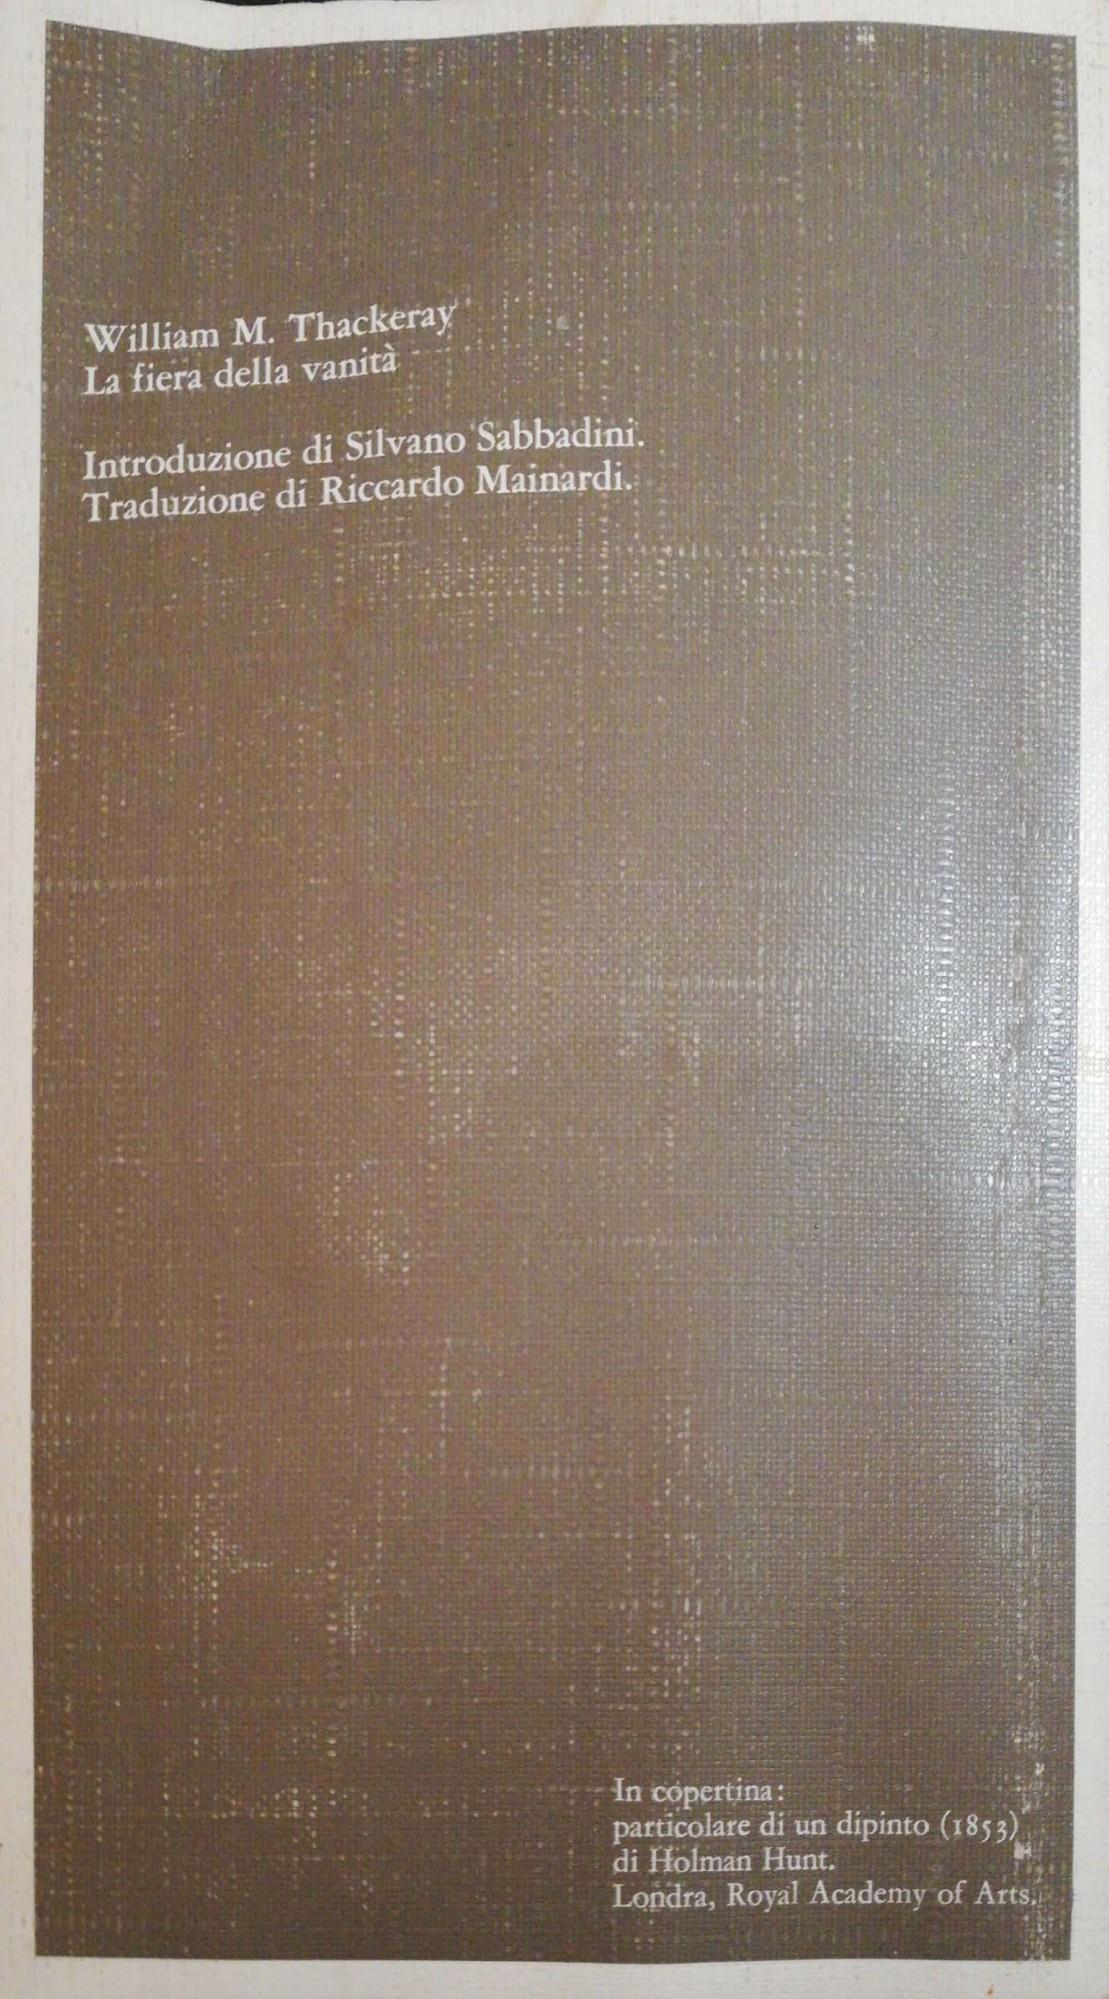 William M. Thackeray
La fiera della vanità
Introduzione di Silvano Sabbadini.
Traduzione di Riccardo Mainardi.
In copertina:
particolare di un dipinto (1853)
di Holman Hunt.
Londra, Royal Academy of Arts.